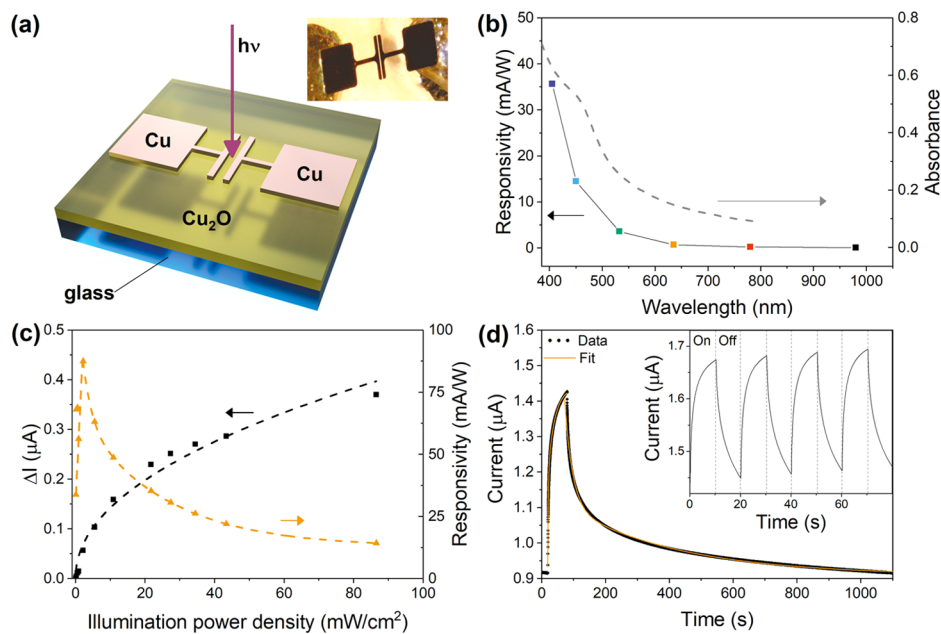 (a)
hν
Cu
Cu
Cu₂O
glass
(b)
50
40
30
20
10
0
Responsivity (mA/W)
400 500 600 700 800 900 1000
Wavelength (nm)
0.8
0.6
0.4
0.2
0.0
Absorbance
(c)
0.5
0.4
0.3
0.2
0.1
0.0
ΔI (µA)
0 20 40 60 80 100
Illumination power density (mW/cm²)
100
75
50
25
0
Responsivity (mA/W)
(d)
Data
Fit
1.6
1.5
1.4
1.3
1.2
1.1
1.0
0.9
Current (µA)
0 200 400 600 800 1000
Time (s)
On Off
1.7
1.6
1.5
Current (µA)
0 20 40 60
Time (s)